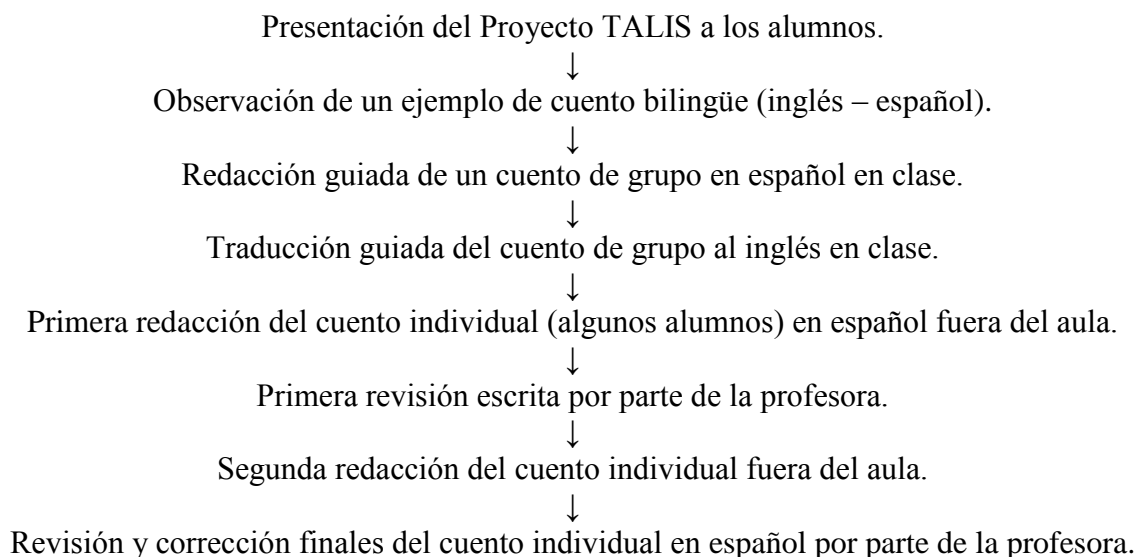 Presentación del Proyecto TALIS a los alumnos.
↓
Observación de un ejemplo de cuento bilingüe (inglés – español).
↓
Redacción guiada de un cuento de grupo en español en clase.
↓
Traducción guiada del cuento de grupo al inglés en clase.
↓
Primera redacción del cuento individual (algunos alumnos) en español fuera del aula.
↓
Primera revisión escrita por parte de la profesora.
↓
Segunda redacción del cuento individual fuera del aula.
↓
Revisión y corrección finales del cuento individual en español por parte de la profesora.